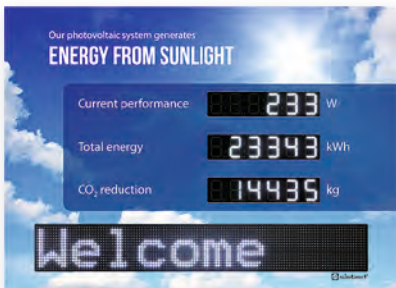 Our photovoltaic system generates
ENERGY FROM SUNLIGHT
Current performance 233 W
Total energy 23343 kWh
CO₂ reduction 14435 kg
Welcome